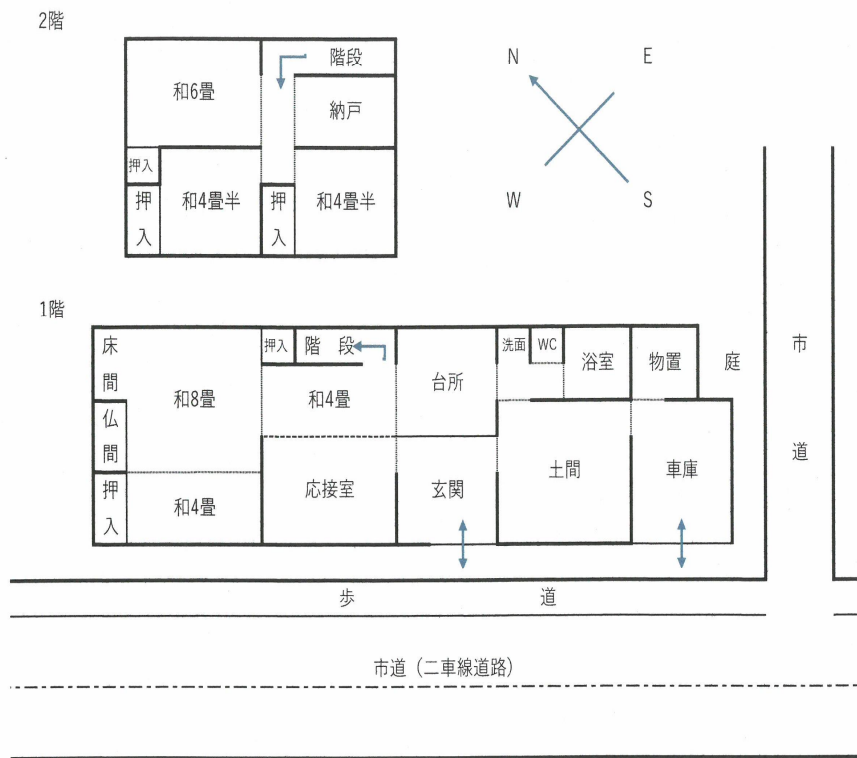 2階
階段
和6畳
納戸
押入
押入
和4畳半
押入
和4畳半
N
E
W
S
1階
床間
押入
階段
洗面
WC
浴室
物置
庭
市道
台所
和8畳
和4畳
仏間
土間
車庫
応接室
玄関
押入
和4畳
歩道
市道（二車線道路）